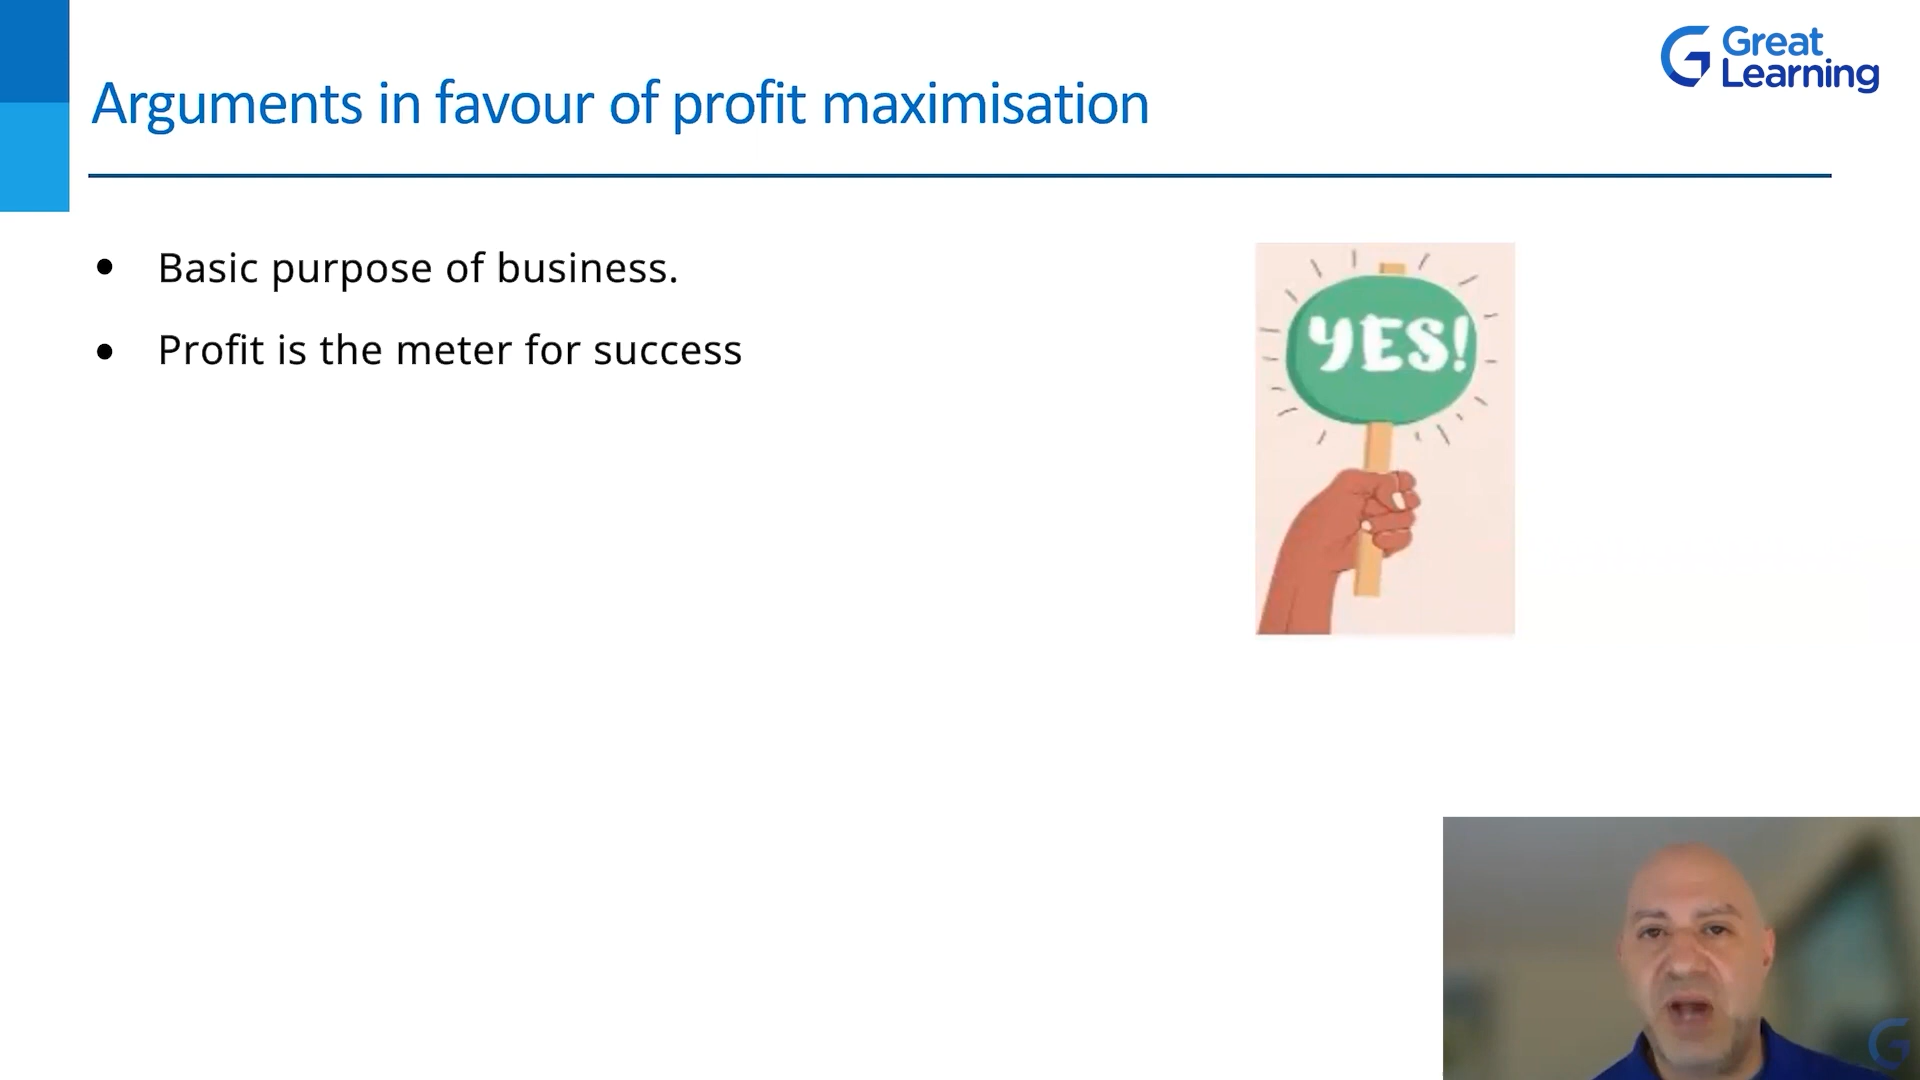 Great
Learning
Arguments in favour of profit maximisation
Basic purpose of business.
Profit is the meter for success
YES!